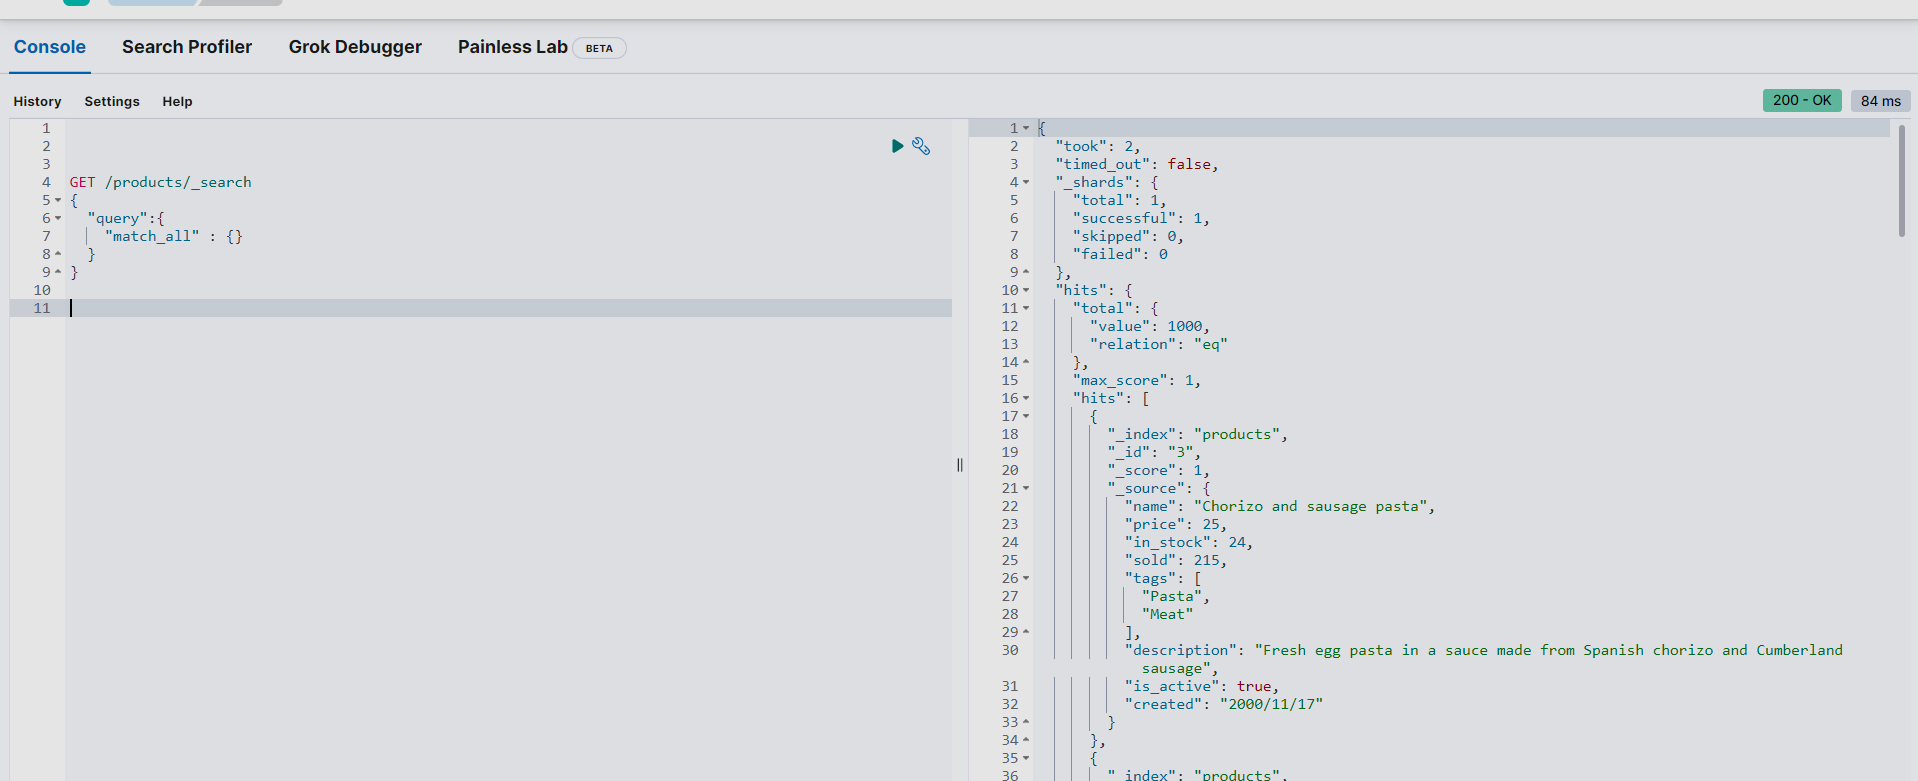 Console Search Profiler Grok Debugger Painless Lab BETA
History Settings Help 200 - OK 84 ms
1
2
3
4 GET /products/_search
5 {
6 "query":{
7 "match_all" : {}
8 }
9 }
10
11
1 {
2 "took": 2,
3 "timed_out": false,
4 "_shards": {
5 "total": 1,
6 "successful": 1,
7 "skipped": 0,
8 "failed": 0
9 },
10 "hits": {
11 "total": {
12 "value": 1000,
13 "relation": "eq"
14 },
15 "max_score": 1,
16 "hits": [
17 {
18 "_index": "products",
19 "_id": "3",
20 "_score": 1,
21 "_source": {
22 "name": "Chorizo and sausage pasta",
23 "price": 25,
24 "in_stock": 24,
25 "sold": 215,
26 "tags": [
27 "Pasta",
28 "Meat"
29 ],
30 "description": "Fresh egg pasta in a sauce made from Spanish chorizo and Cumberland
sausage",
31 "is_active": true,
32 "created": "2000/11/17"
33 }
34 },
35 {
36 "_index": "products",